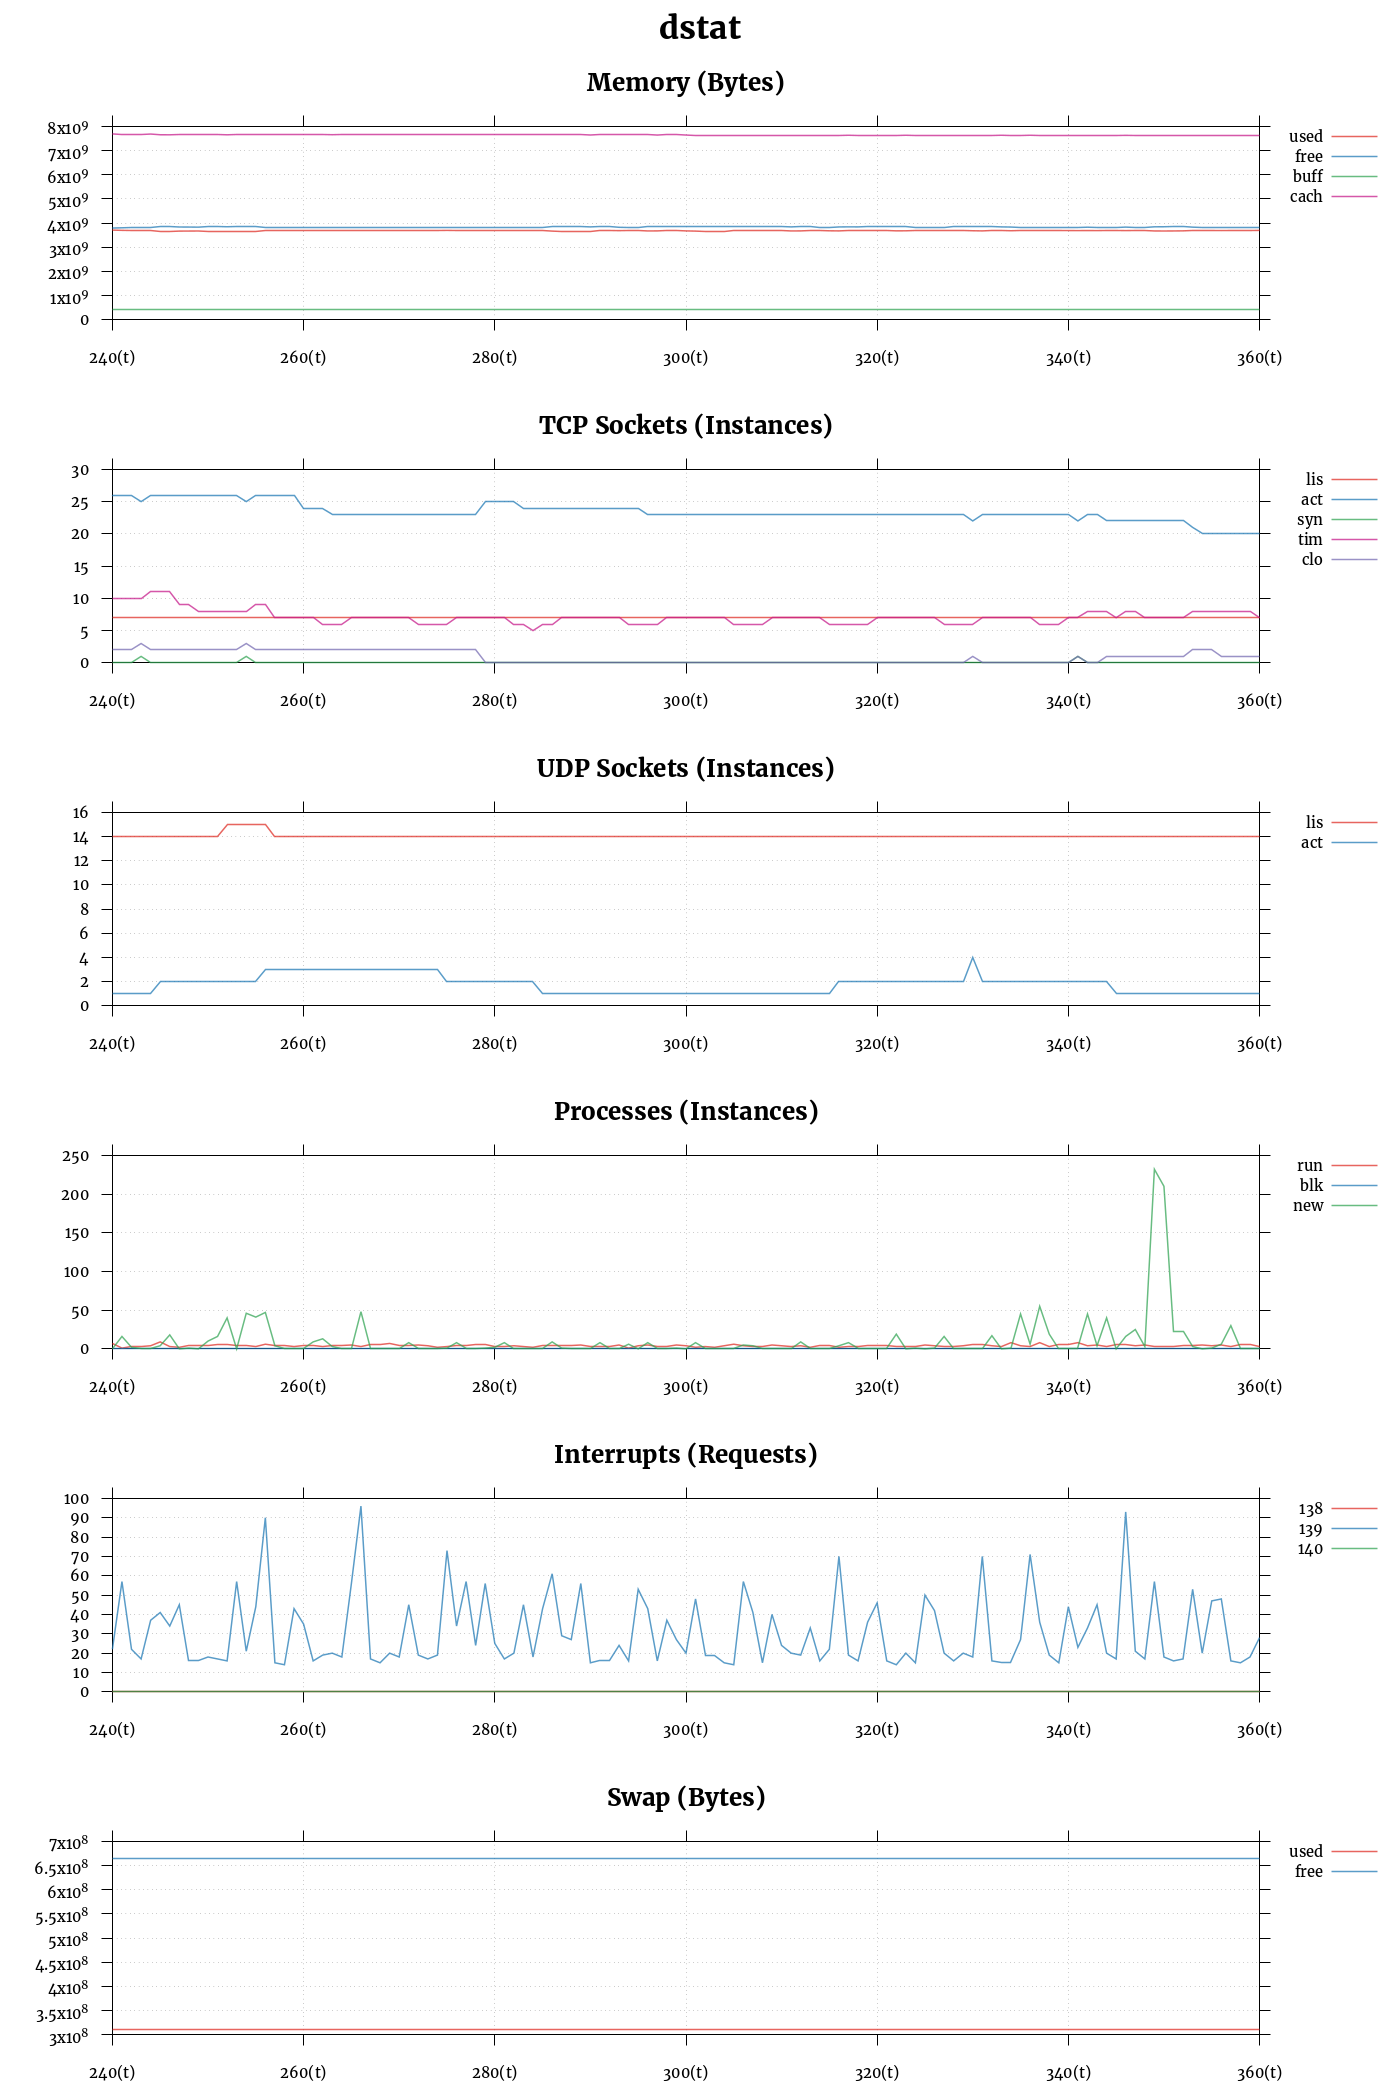 dstat
Memory (Bytes)
8x10⁹
7x10⁹
6x10⁹
5x10⁹
4x10⁹
3x10⁹
2x10⁹
1x10⁹
0
240(t) 260(t) 280(t) 300(t) 320(t) 340(t) 360(t)
used
free
buff
cach
TCP Sockets (Instances)
30
25
20
15
10
5
0
240(t) 260(t) 280(t) 300(t) 320(t) 340(t) 360(t)
lis
act
syn
tim
clo
UDP Sockets (Instances)
16
14
12
10
8
6
4
2
0
240(t) 260(t) 280(t) 300(t) 320(t) 340(t) 360(t)
lis
act
Processes (Instances)
250
200
150
100
50
0
240(t) 260(t) 280(t) 300(t) 320(t) 340(t) 360(t)
run
blk
new
Interrupts (Requests)
100
90
80
70
60
50
40
30
20
10
0
240(t) 260(t) 280(t) 300(t) 320(t) 340(t) 360(t)
138
139
140
Swap (Bytes)
7x10⁸
6.5x10⁸
6x10⁸
5.5x10⁸
5x10⁸
4.5x10⁸
4x10⁸
3.5x10⁸
3x10⁸
240(t) 260(t) 280(t) 300(t) 320(t) 340(t) 360(t)
used
free